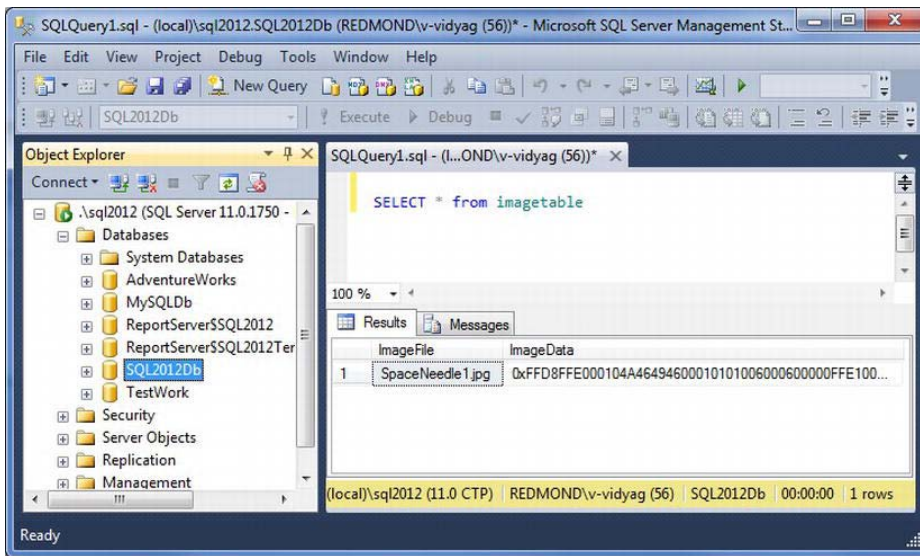 SQLQuery1.sql - (local)\sql2012.SQL2012Db (REDMOND\v-vidyag (56))* - Microsoft SQL Server Management St...
File Edit View Project Debug Tools Window Help
New Query
SQL2012Db Execute Debug
Object Explorer
Connect
.\sql2012 (SQL Server 11.0.1750 -
Databases
System Databases
AdventureWorks
MySQLDb
ReportServer$SQL2012
ReportServer$SQL2012Ter
SQL2012Db
TestWork
Security
Server Objects
Replication
Management
SQLQuery1.sql - (l...OND\v-vidyag (56))*
SELECT * from imagetable
100 %
Results Messages
ImageFile ImageData
1 SpaceNeedle1.jpg 0xFFD8FFE000104A46494600010101006000600000FFE100...
(local)\sql2012 (11.0 CTP) REDMOND\v-vidyag (56) SQL2012Db 00:00:00 1 rows
Ready